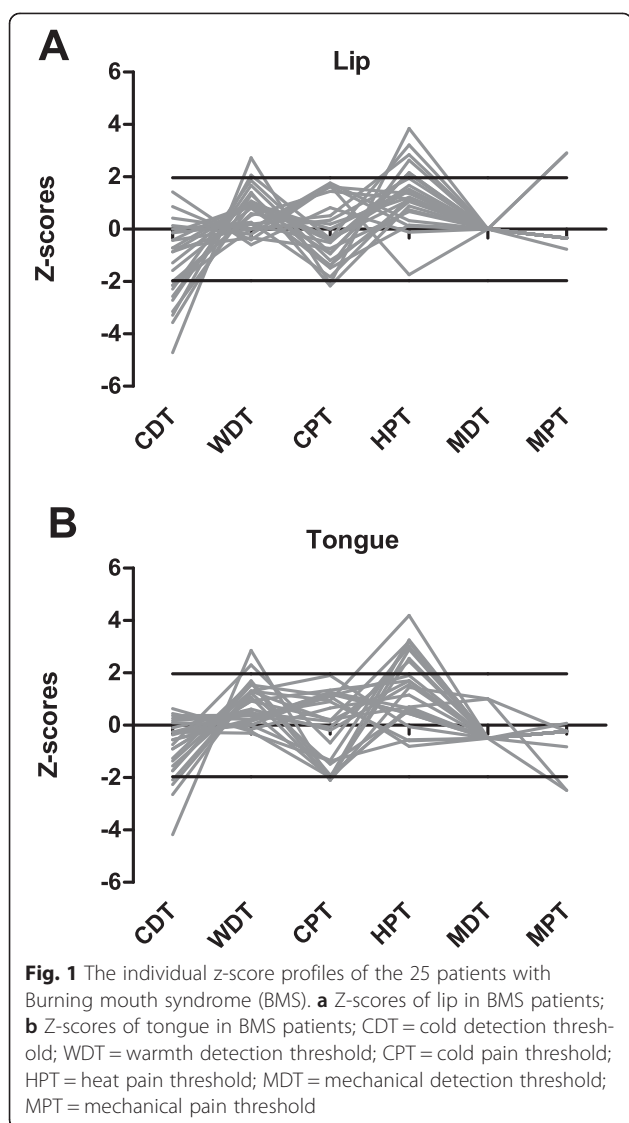 A
Lip
6
4
2
0
-2
-4
-6
Z-scores
CDT WDT CPT HPT MDT MPT
B
Tongue
6
4
2
0
-2
-4
-6
Z-scores
CDT WDT CPT HPT MDT MPT
Fig. 1 The individual z-score profiles of the 25 patients with
Burning mouth syndrome (BMS). a Z-scores of lip in BMS patients;
b Z-scores of tongue in BMS patients; CDT = cold detection thresh-
old; WDT = warmth detection threshold; CPT = cold pain threshold;
HPT = heat pain threshold; MDT = mechanical detection threshold;
MPT = mechanical pain threshold